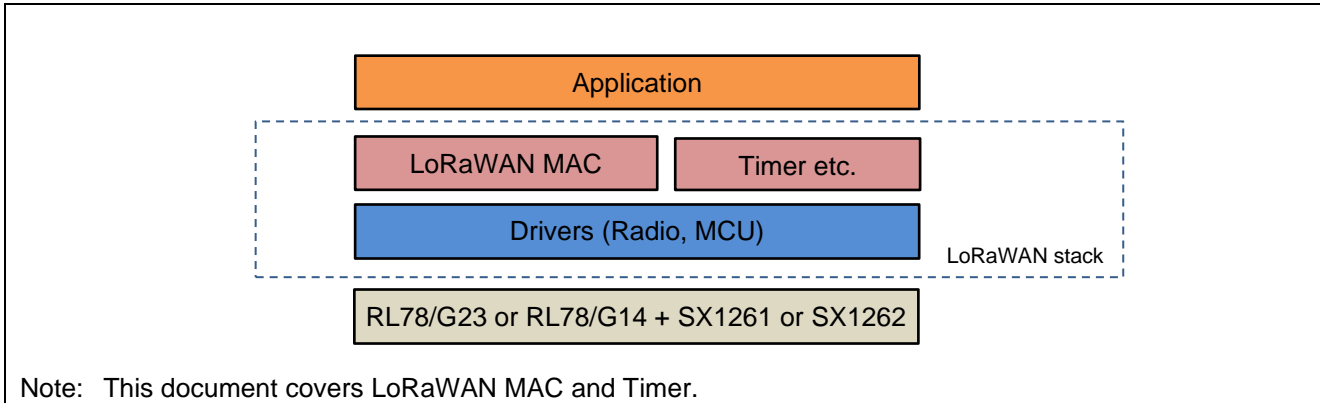 Application
LoRaWAN MAC
Timer etc.
Drivers (Radio, MCU)
LoRaWAN stack
RL78/G23 or RL78/G14 + SX1261 or SX1262
Note: This document covers LoRaWAN MAC and Timer.